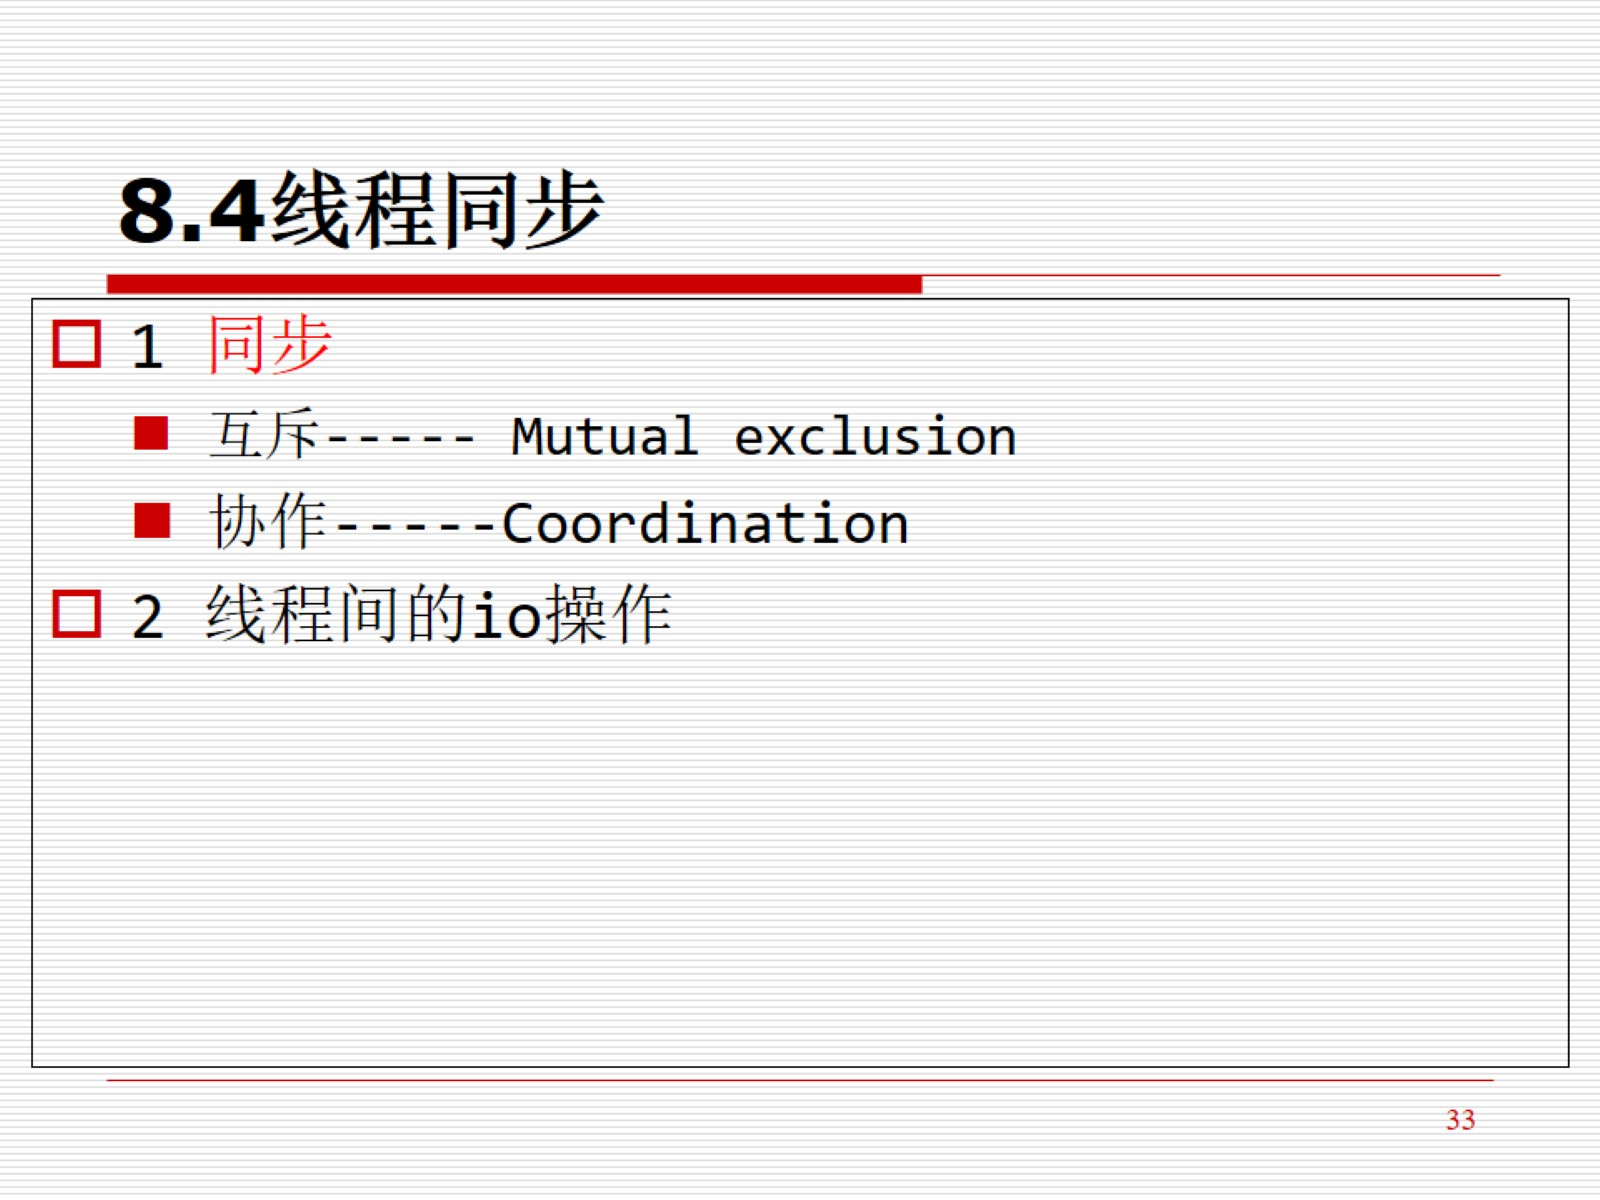 8.4线程同步
1 同步
互斥----- Mutual exclusion
协作-----Coordination
2 线程间的io操作
33